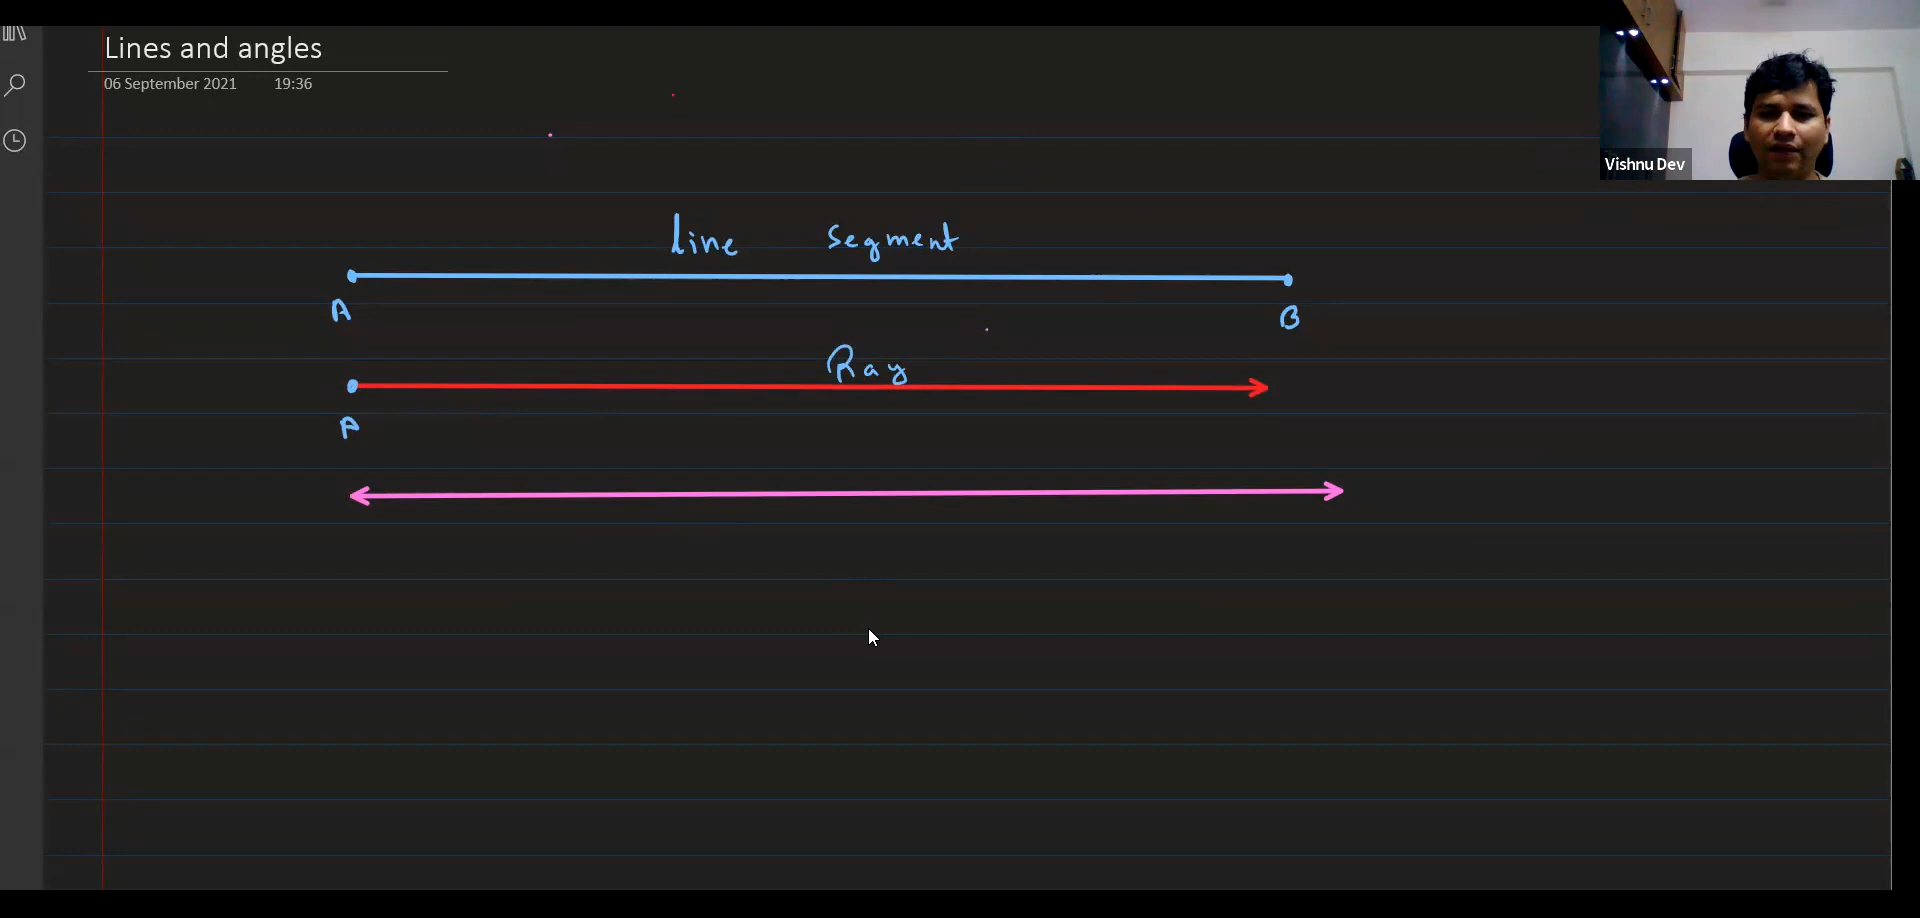 Lines and angles
06 September 2021 19:36
Vishnu Dev
Line segment
A
B
Ray
A